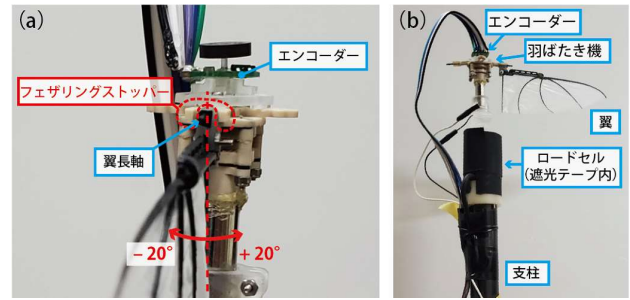 (a)
エンコーダー
フェザリングストッパー
翼長軸
− 20°
+ 20°
(b)
エンコーダー
羽ばたき機
翼
ロードセル
(遮光テープ内)
支柱